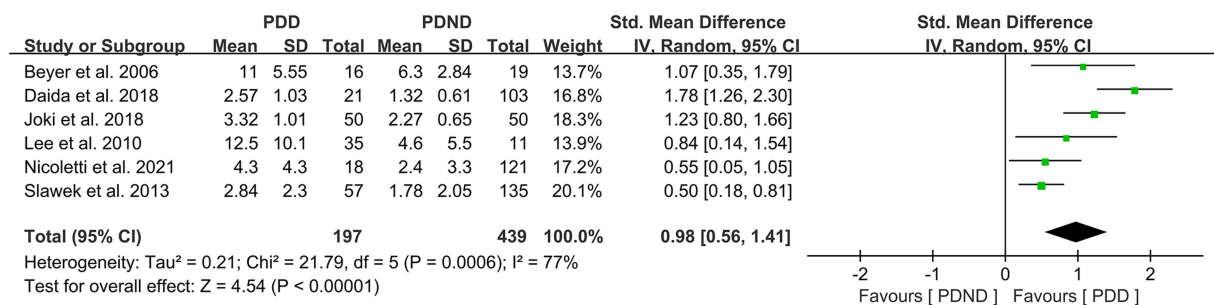 PDD PDND Std. Mean Difference Std. Mean Difference
Study or Subgroup Mean SD Total Mean SD Total Weight IV, Random, 95% CI IV, Random, 95% CI
Beyer et al. 2006 11 5.55 16 6.3 2.84 19 13.7% 1.07 [0.35, 1.79]
Daida et al. 2018 2.57 1.03 21 1.32 0.61 103 16.8% 1.78 [1.26, 2.30]
Joki et al. 2018 3.32 1.01 50 2.27 0.65 50 18.3% 1.23 [0.80, 1.66]
Lee et al. 2010 12.5 10.1 35 4.6 5.5 11 13.9% 0.84 [0.14, 1.54]
Nicoletti et al. 2021 4.3 4.3 18 2.4 3.3 121 17.2% 0.55 [0.05, 1.05]
Slawek et al. 2013 2.84 2.3 57 1.78 2.05 135 20.1% 0.50 [0.18, 0.81]
Total (95% CI) 197 439 100.0% 0.98 [0.56, 1.41]
Heterogeneity: Tau² = 0.21; Chi² = 21.79, df = 5 (P = 0.0006); I² = 77%
Test for overall effect: Z = 4.54 (P < 0.00001)
-2 -1 0 1 2
Favours [ PDND ] Favours [ PDD ]